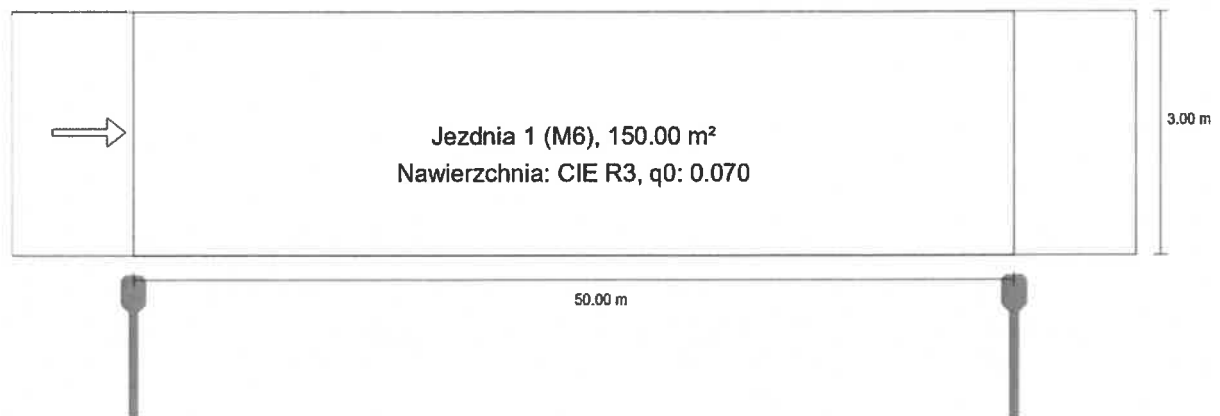 Jezdnia 1 (M6), 150.00 m²
3.00 m
Nawierzchnia: CIE R3, q0: 0.070
50.00 m